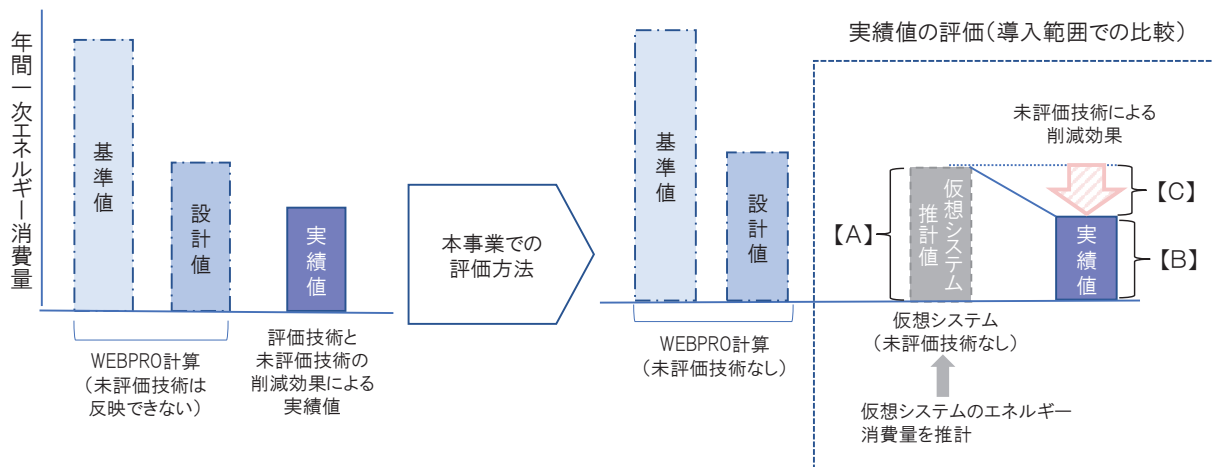 年間一次エネルギー消費量
基準値
設計値
実績値
WEBPRO計算
(未評価技術は
反映できない)
評価技術と
未評価技術の
削減効果による
実績値
本事業での
評価方法
基準値
設計値
WEBPRO計算
(未評価技術なし)
実績値の評価(導入範囲での比較)
未評価技術による
削減効果
【A】
仮想システム
推計値
実績値
【C】
【B】
仮想システム
(未評価技術なし)
仮想システムのエネルギー
消費量を推計